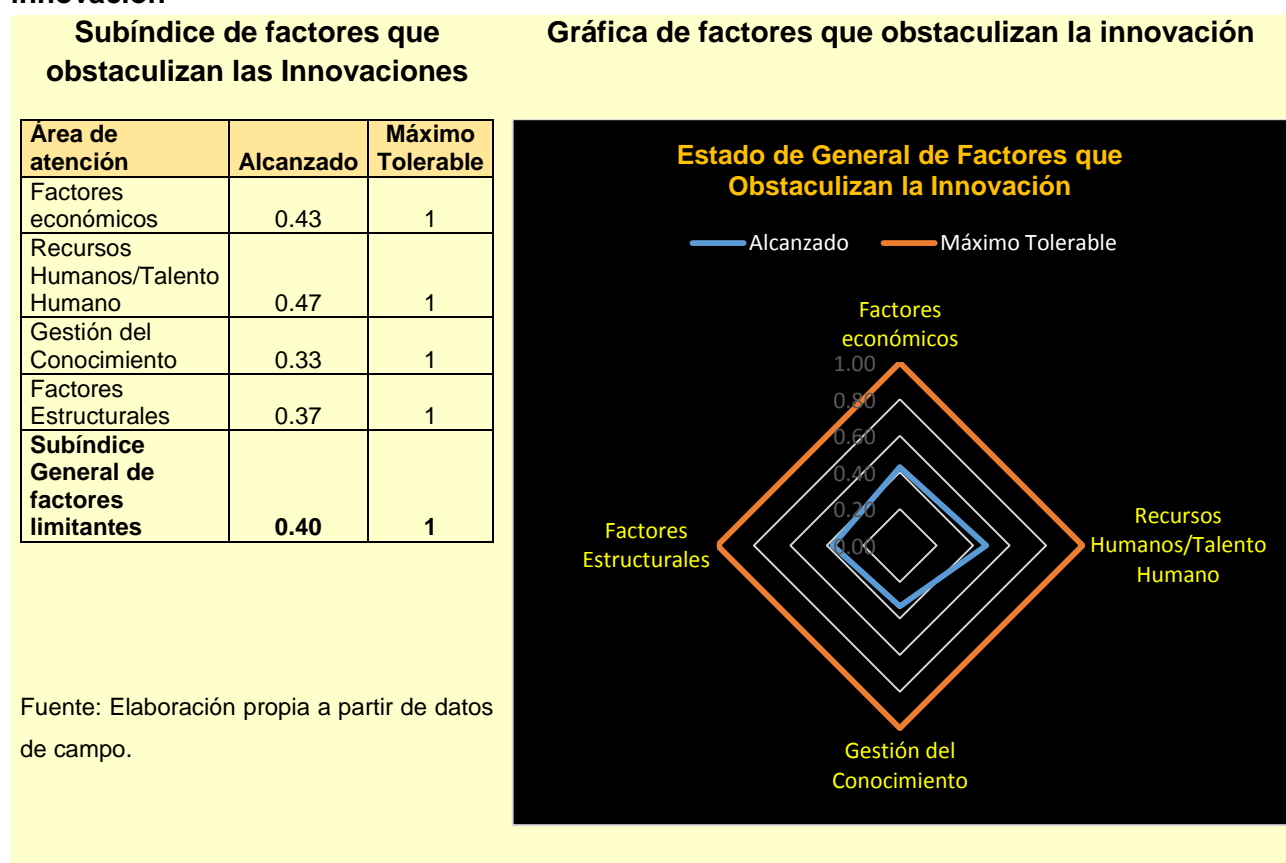 Innovación
Subíndice de factores que
obstaculizan las Innovaciones
Área de
atención Alcanzado Máximo
Tolerable
Factores
económicos 0.43 1
Recursos
Humanos/Talento
Humano 0.47 1
Gestión del
Conocimiento 0.33 1
Factores
Estructurales 0.37 1
Subíndice
General de
factores
limitantes 0.40 1
Fuente: Elaboración propia a partir de datos
de campo.
Gráfica de factores que obstaculizan la innovación
Estado de General de Factores que
Obstaculizan la Innovación
Alcanzado Máximo Tolerable
Factores
económicos
1.00
0.80
0.60
0.40
0.20
0.00
Recursos
Humanos/Talento
Humano
Gestión del
Conocimiento
Factores
Estructurales